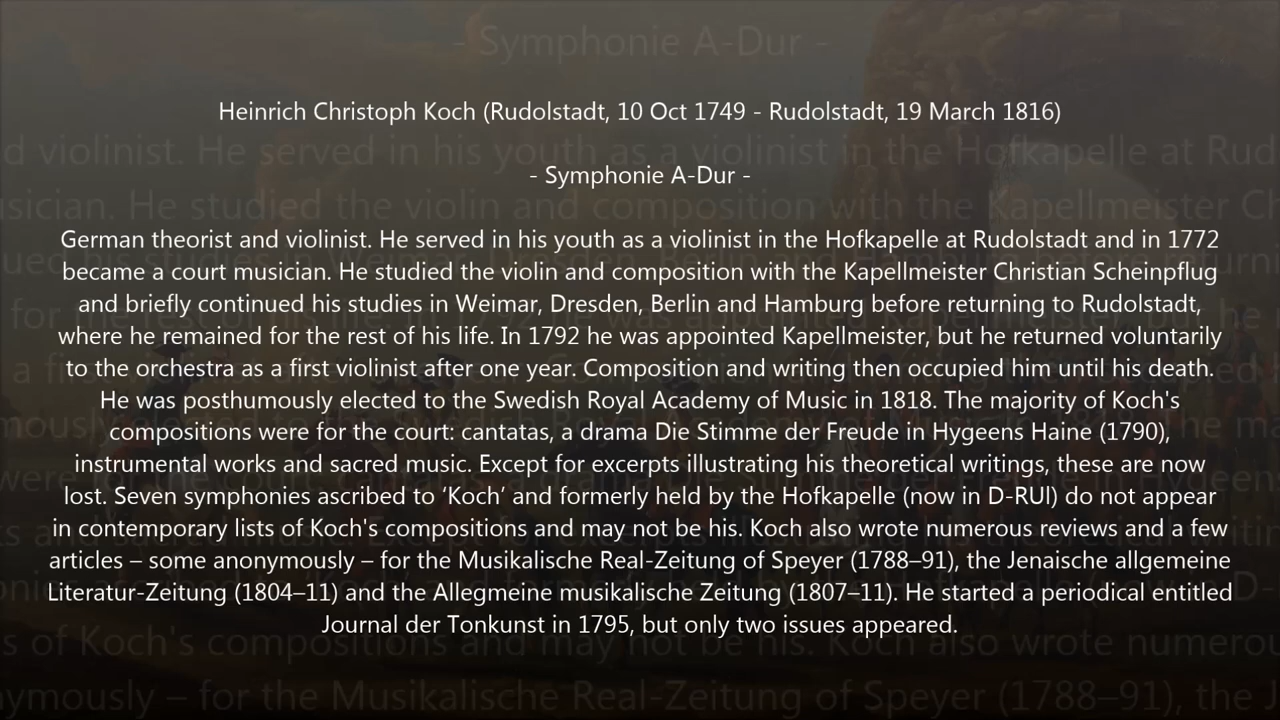 - Symphonie A-Dur -
Heinrich Christoph Koch (Rudolstadt, 10 Oct 1749 - Rudolstadt, 19 March 1816)
- Symphonie A-Dur -
German theorist and violinist. He served in his youth as a violinist in the Hofkapelle at Rudolstadt and in 1772
became a court musician. He studied the violin and composition with the Kapellmeister Christian Scheinpflug
and briefly continued his studies in Weimar, Dresden, Berlin and Hamburg before returning to Rudolstadt,
where he remained for the rest of his life. In 1792 he was appointed Kapellmeister, but he returned voluntarily
to the orchestra as a first violinist after one year. Composition and writing then occupied him until his death.
He was posthumously elected to the Swedish Royal Academy of Music in 1818. The majority of Koch's
compositions were for the court: cantatas, a drama Die Stimme der Freude in Hygeens Haine (1790),
instrumental works and sacred music. Except for excerpts illustrating his theoretical writings, these are now
lost. Seven symphonies ascribed to ‘Koch’ and formerly held by the Hofkapelle (now in D-RUl) do not appear
in contemporary lists of Koch's compositions and may not be his. Koch also wrote numerous reviews and a few
articles – some anonymously – for the Musikalische Real-Zeitung of Speyer (1788–91), the Jenaische allgemeine
Literatur-Zeitung (1804–11) and the Allegmeine musikalische Zeitung (1807–11). He started a periodical entitled
Journal der Tonkunst in 1795, but only two issues appeared.